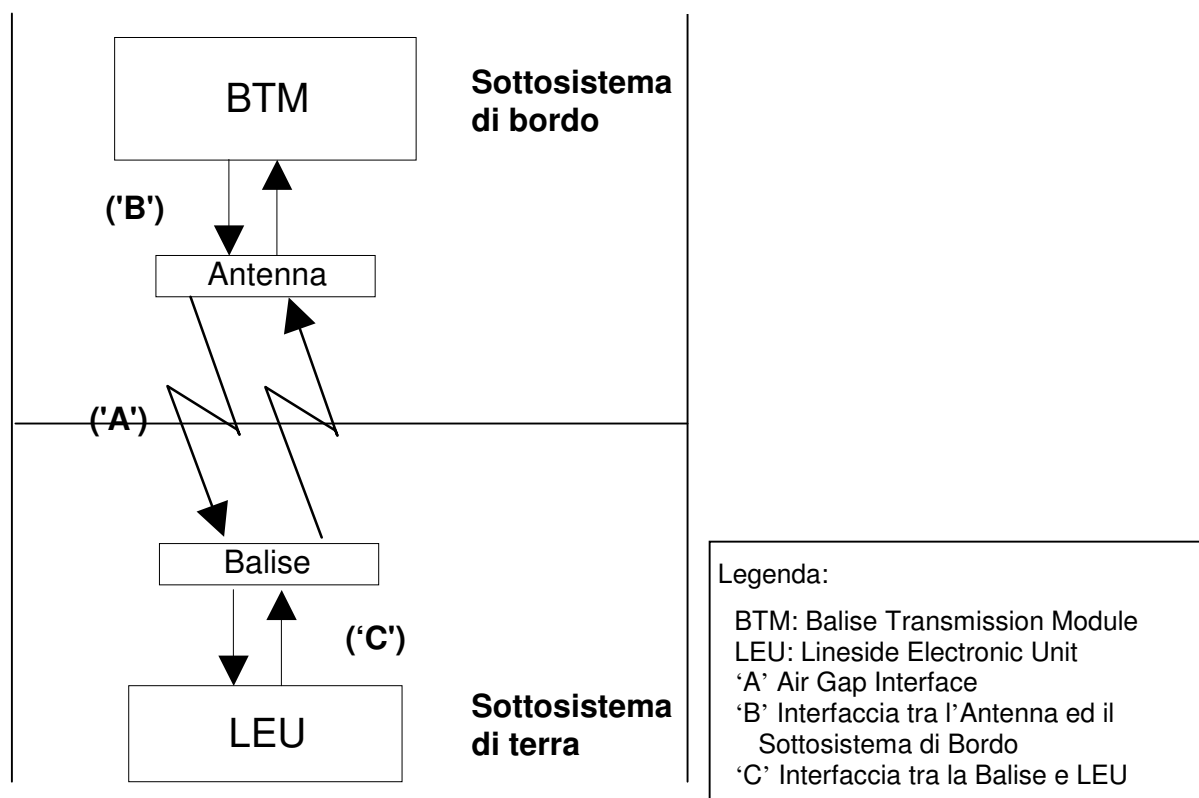 BTM
Sottosistema
di bordo
('B')
Antenna
('A')
Balise
(‘C')
LEU
Sottosistema
di terra
Legenda:
BTM: Balise Transmission Module
LEU: Lineside Electronic Unit
‘A’ Air Gap Interface
‘B’ Interfaccia tra l’Antenna ed il
Sottosistema di Bordo
‘C’ Interfaccia tra la Balise e LEU